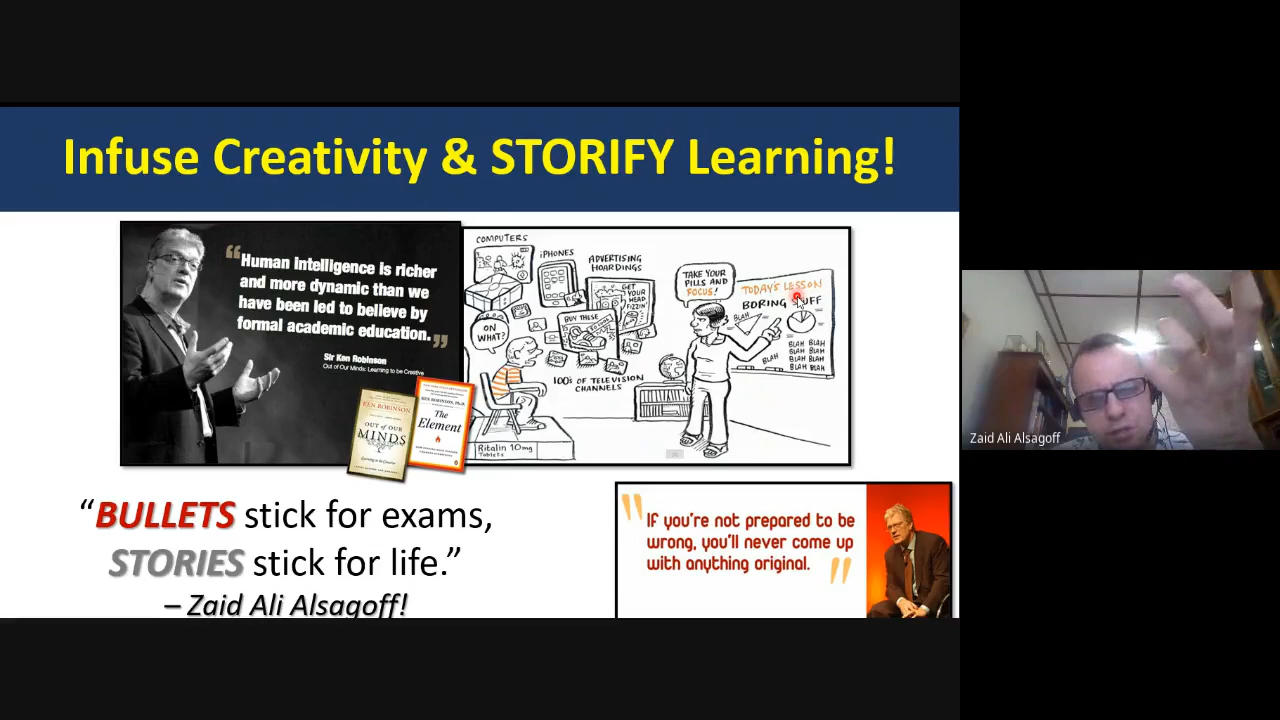 Infuse Creativity & STORIFY Learning!
“Human intelligence is richer
and more dynamic than we
have been led to believe by
formal academic education.”
Sir Ken Robinson
Out of Our Minds: Learning to be Creative
KEN ROBINSON
OUT of OUR
MINDS
The
Element
COMPUTERS
iPHONES
ADVERTISING
HOARDINGS
GET
YOUR
HEAD
FIZZIN'
BUY THESE
ON
WHAT?
100's OF TELEVISION
CHANNELS
Ritalin 10mg
Tablets
TAKE YOUR
PILLS AND
FOCUS!
TODAY'S LESSON
BORING STUFF
BLAH
BLAH
BLAH BLAH
BLAH BLAH
BLAH BLAH
BLAH BLAH
“BULLETS stick for exams,
STORIES stick for life.”
– Zaid Ali Alsagoff!
“If you're not prepared to be
wrong, you'll never come up
with anything original.”
Zaid Ali Alsagoff